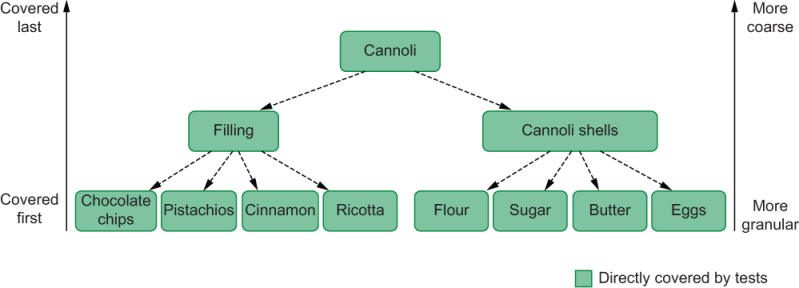 Covered
last
More
coarse
Cannoli
Filling
Cannoli shells
Covered
first
Chocolate
chips
Pistachios
Cinnamon
Ricotta
Flour
Sugar
Butter
Eggs
More
granular
Directly covered by tests